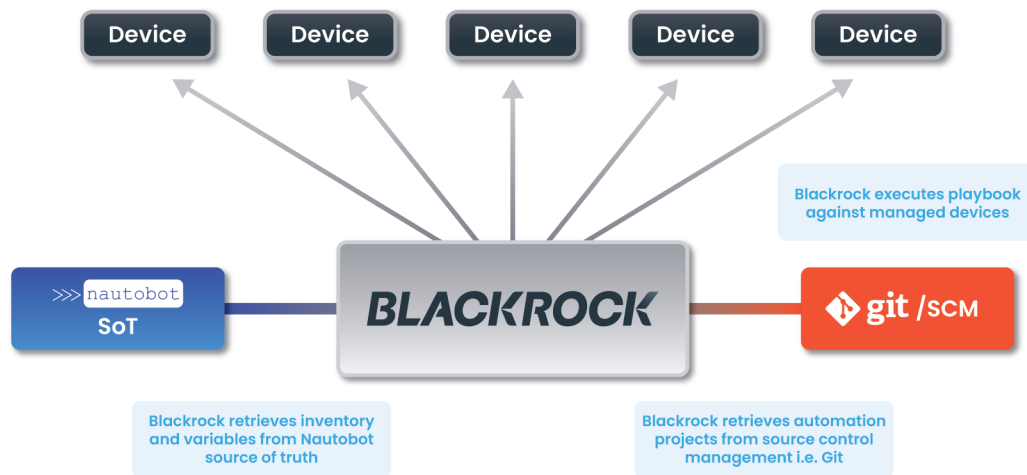 Device
Device
Device
Device
Device
Blackrock executes playbook
against managed devices
>>> nautobot
SoT
BLACKROCK
git /SCM
Blackrock retrieves inventory
and variables from Nautobot
source of truth
Blackrock retrieves automation
projects from source control
management i.e. Git